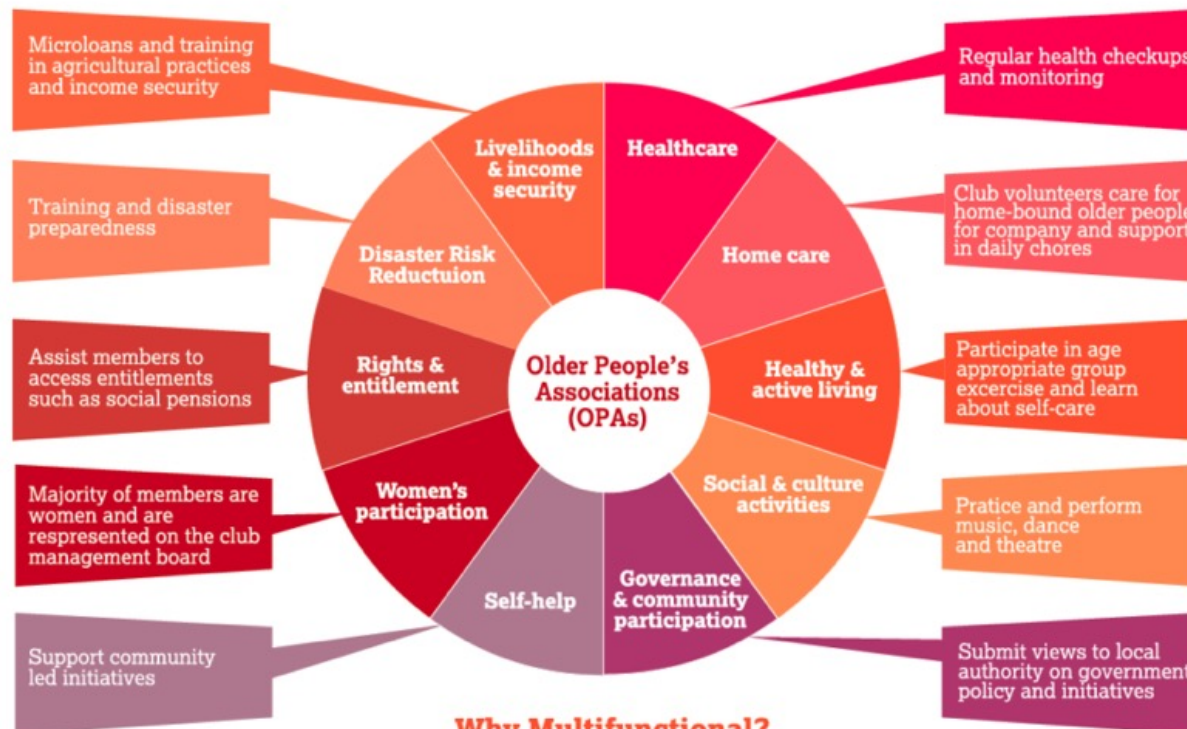 Microloans and training
in agricultural practices
and income security
Training and disaster
preparedness
Assist members to
access entitlements
such as social pensions
Majority of members are
women and are
respresented on the club
management board
Support community
led initiatives
Livelihoods
& income
security
Healthcare
Disaster Risk
Reductuion
Home care
Rights &
entitlement
Older People's
Associations
(OPAs)
Healthy &
active living
Women's
participation
Social & culture
activities
Self-help
Governance
& community
participation
Regular health checkups
and monitoring
Club volunteers care for
home-bound older people
for company and support
in daily chores
Participate in age
appropriate group
excercise and learn
about self-care
Pratice and perform
music, dance
and theatre
Submit views to local
authority on government
policy and initiatives
Why Multifunctional?